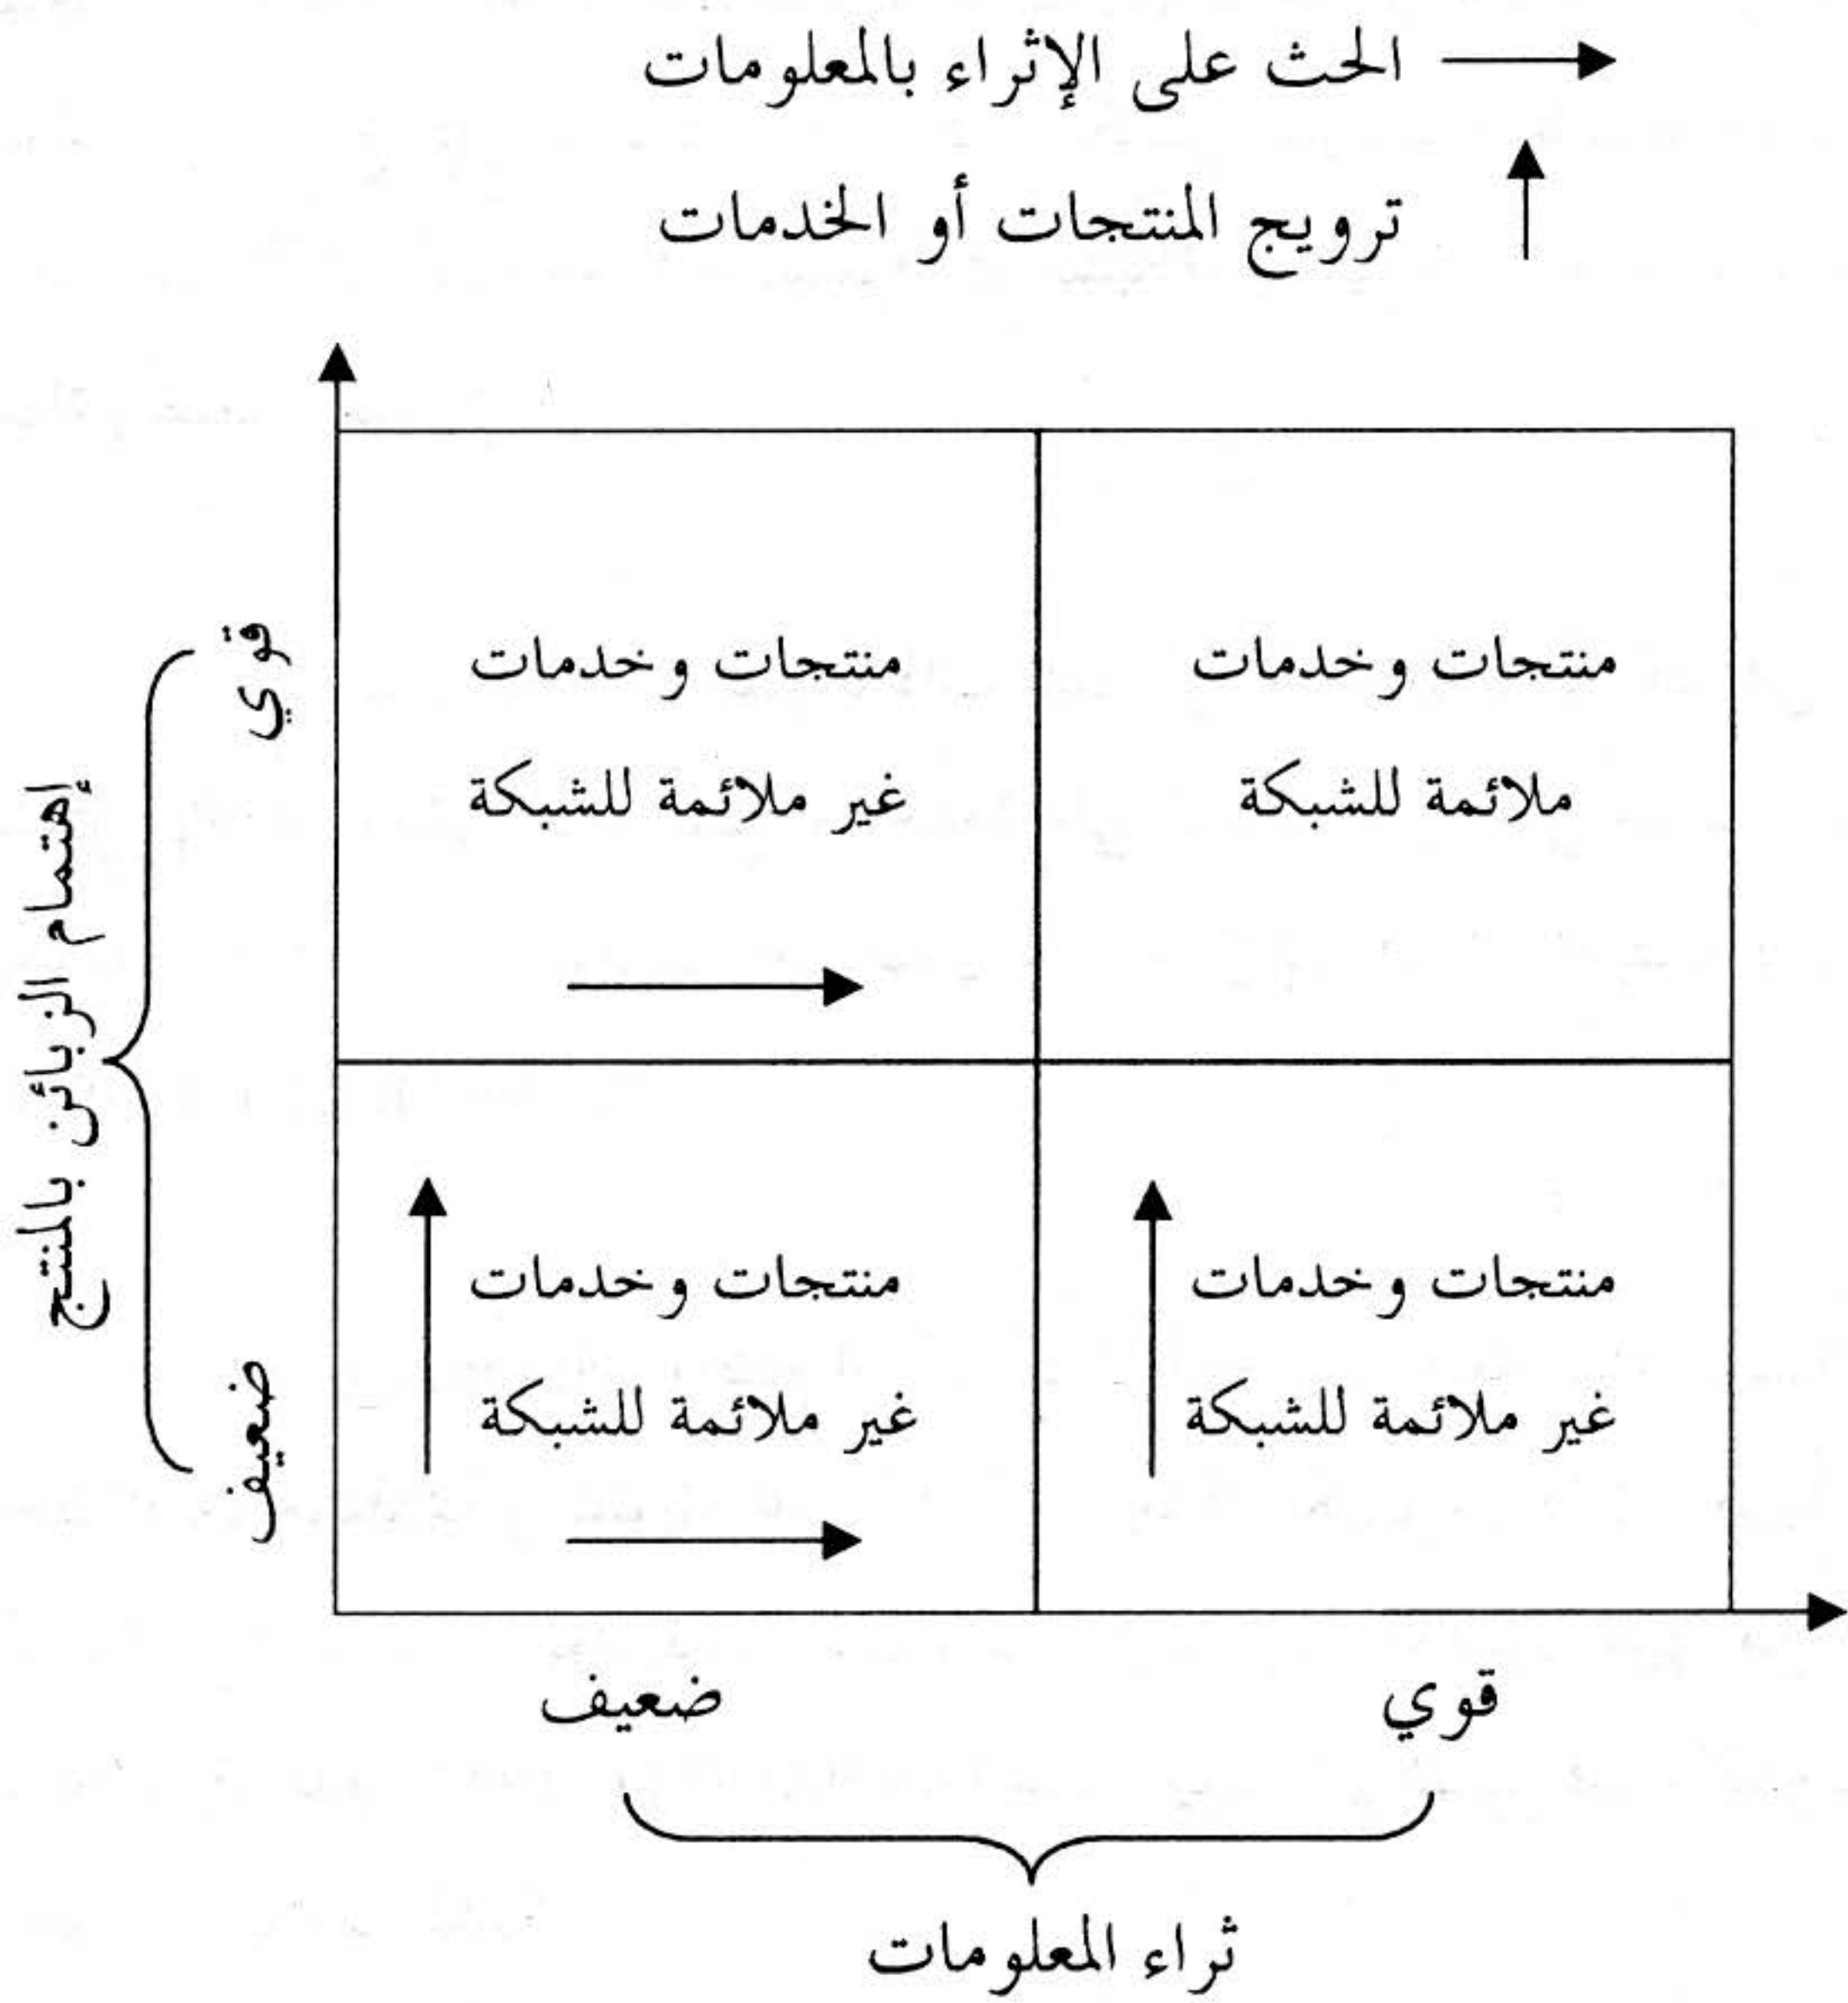 الحث على الإثراء بالمعلومات
ترويج المنتجات أو الخدمات
منتجات وخدمات
ملائمة للشبكة
منتجات وخدمات
غير ملائمة للشبكة
قوي
إهتمام الزبائن بالمنتج
ضعيف
منتجات وخدمات
غير ملائمة للشبكة
منتجات وخدمات
غير ملائمة للشبكة
قوي
ضعيف
ثراء المعلومات